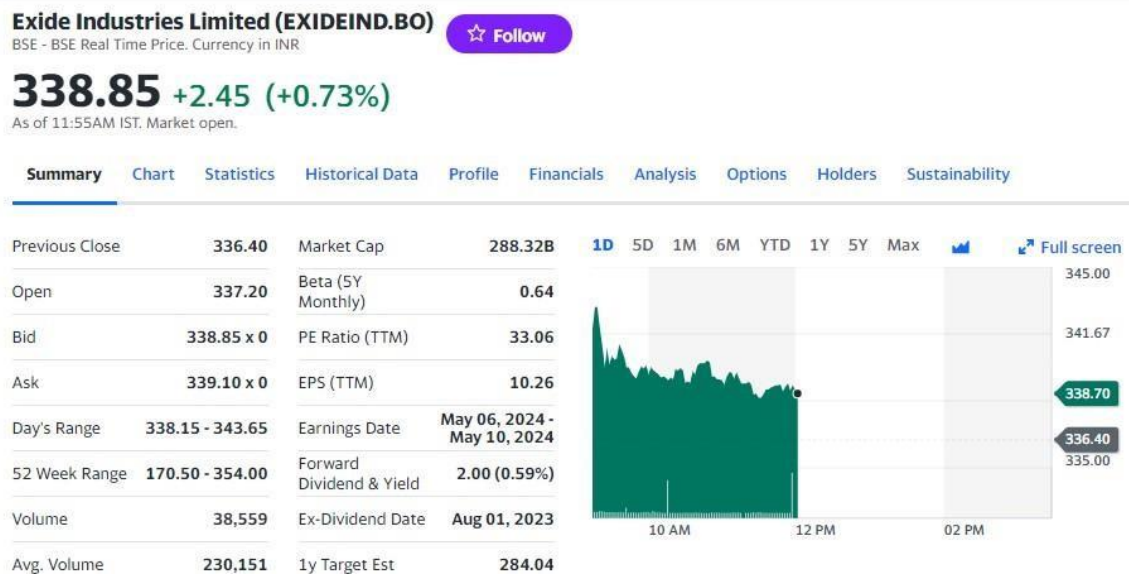 Exide Industries Limited (EXIDEIND.BO)
☆ Follow
BSE - BSE Real Time Price. Currency in INR
338.85 +2.45 (+0.73%)
As of 11:55AM IST. Market open.
Summary Chart Statistics Historical Data Profile Financials Analysis Options Holders Sustainability
Previous Close 336.40
Open 337.20
Bid 338.85 x 0
Ask 339.10 x 0
Day's Range 338.15 - 343.65
52 Week Range 170.50 - 354.00
Volume 38,559
Avg. Volume 230,151
Market Cap 288.32B
Beta (5Y
Monthly) 0.64
PE Ratio (TTM) 33.06
EPS (TTM) 10.26
Earnings Date May 06, 2024 -
May 10, 2024
Forward
Dividend & Yield 2.00 (0.59%)
Ex-Dividend Date Aug 01, 2023
1y Target Est 284.04
1D 5D 1M 6M YTD 1Y 5Y Max Full screen
345.00
341.67
338.70
336.40
335.00
10 AM 12 PM 02 PM